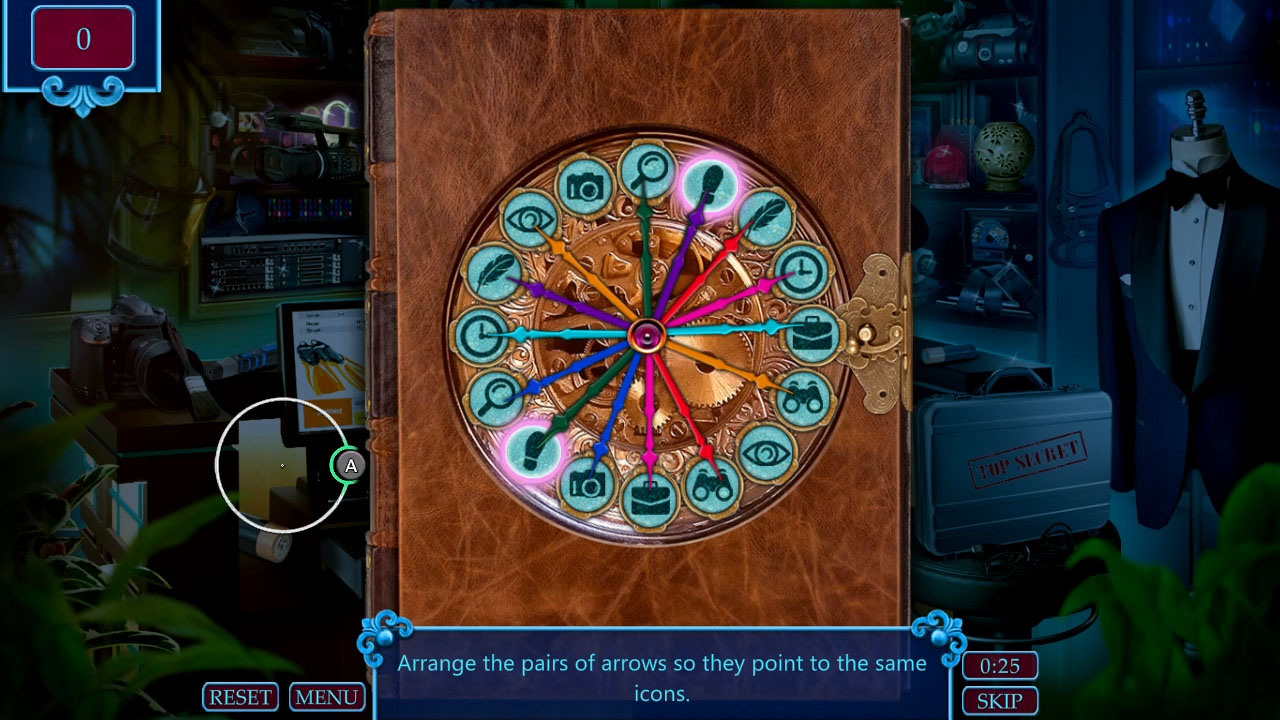 0
TOP SECRET
A
Arrange the pairs of arrows so they point to the same
icons.
0:25
RESET
MENU
SKIP